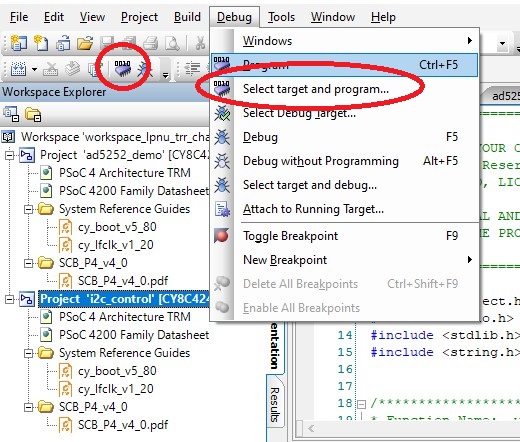 File Edit View Project Build Debug Tools Window Help
Windows
Program Ctrl+F5
Select target and program...
Select Debug Target...
Debug F5
Debug without Programming Alt+F5
Select target and debug...
Attach to Running Target...
Toggle Breakpoint F9
New Breakpoint
Delete All Breakpoints Ctrl+Shift+F9
Enable All Breakpoints
Workspace Explorer
Workspace 'workspace_lpnu_trr_cha
Project 'ad5252_demo' [CY8C424
PSoC 4 Architecture TRM
PSoC 4200 Family Datasheet
System Reference Guides
cy_boot_v5_80
cy_lfclk_v1_20
SCB_P4_v4_0
SCB_P4_v4_0.pdf
Project 'i2c_control' [CY8C424
PSoC 4 Architecture TRM
PSoC 4200 Family Datasheet
System Reference Guides
cy_boot_v5_80
cy_lfclk_v1_20
SCB_P4_v4_0
SCB_P4_v4_0.pdf
entation
Results
ad525
YOUR C
Reser
D, LIC
AL AND
E PRO
ect.h
o.h>
14 #include <stdlib.h
15 #include <string.h
16
17
18 /********************
19 * Function Name: